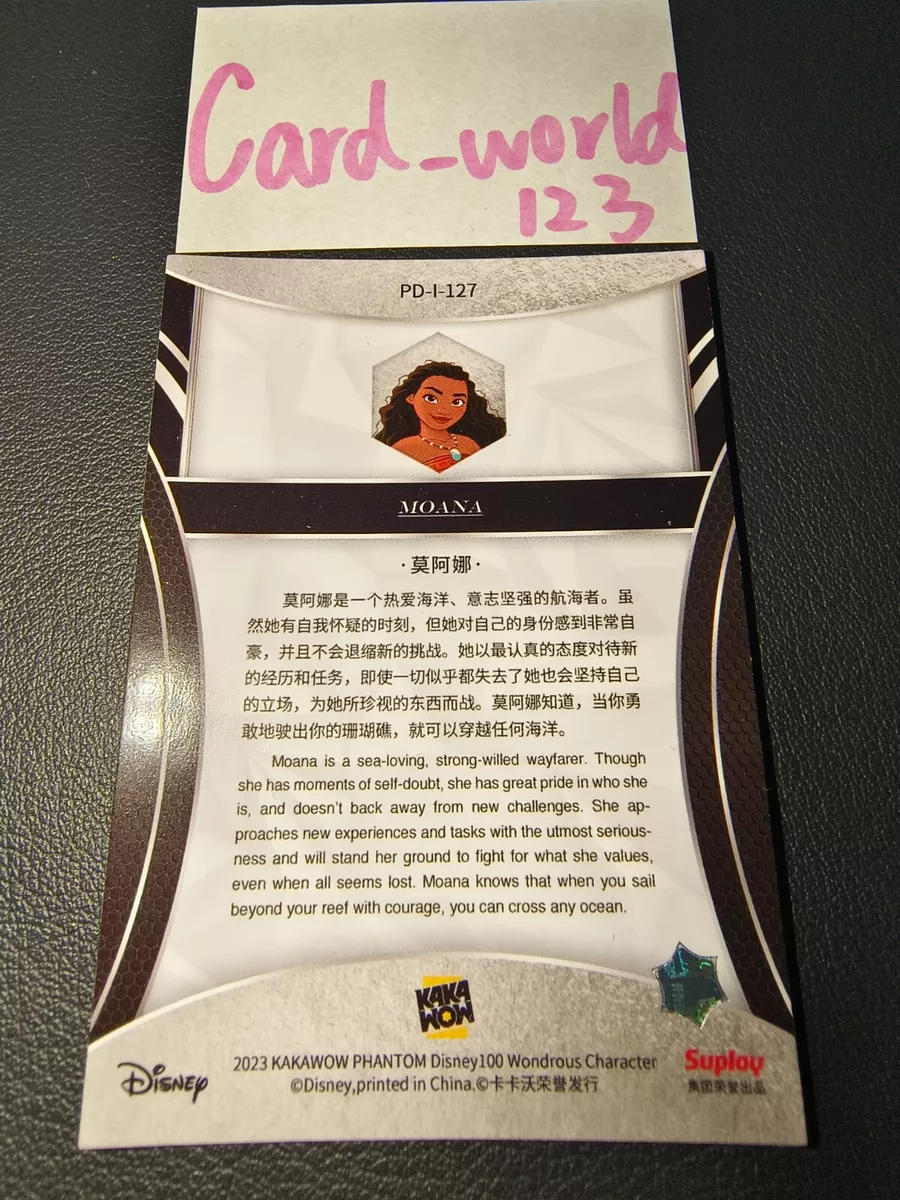 Card_world
123
PD-I-127
MOANA
·莫阿娜·
莫阿娜是一个热爱海洋、意志坚强的航海者。虽
然她有自我怀疑的时刻，但她对自己的身份感到非常自
豪，并且不会退缩新的挑战。她以最认真的态度对待新
的经历和任务，即使一切似乎都失去了她也会坚持自己
的立场，为她所珍视的东西而战。莫阿娜知道，当你勇
敢地驶出你的珊瑚礁，就可以穿越任何海洋。
Moana is a sea-loving, strong-willed wayfarer. Though
she has moments of self-doubt, she has great pride in who she
is, and doesn't back away from new challenges. She ap-
proaches new experiences and tasks with the utmost serious-
ness and will stand her ground to fight for what she values,
even when all seems lost. Moana knows that when you sail
beyond your reef with courage, you can cross any ocean.
KAKA
WOW
Disney
2023 KAKAWOW PHANTOM Disney100 Wondrous Character
©Disney,printed in China.©卡卡沃荣誉发行
Suploy
集团荣誉出品